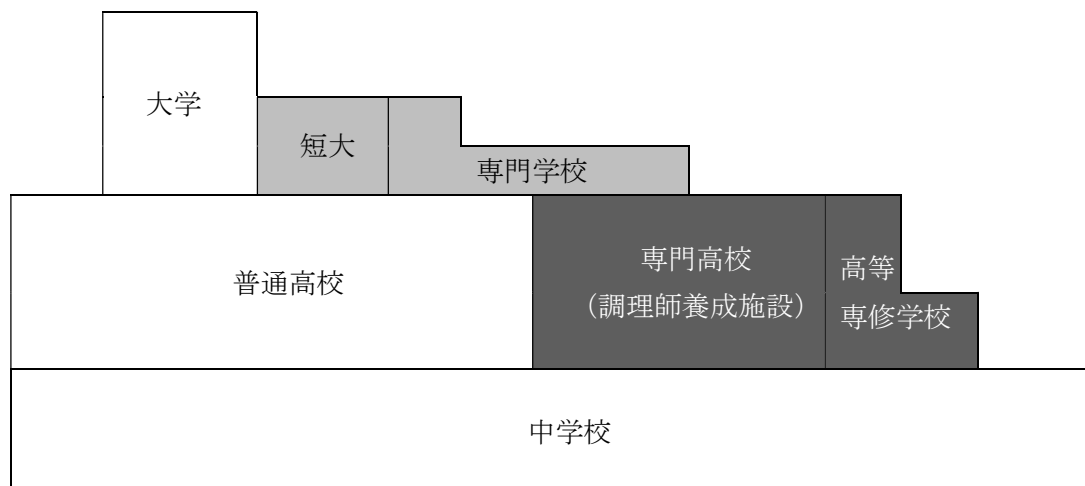 大学
短大
専門学校
普通高校
専門高校
（調理師養成施設）
高等
専修学校
中学校